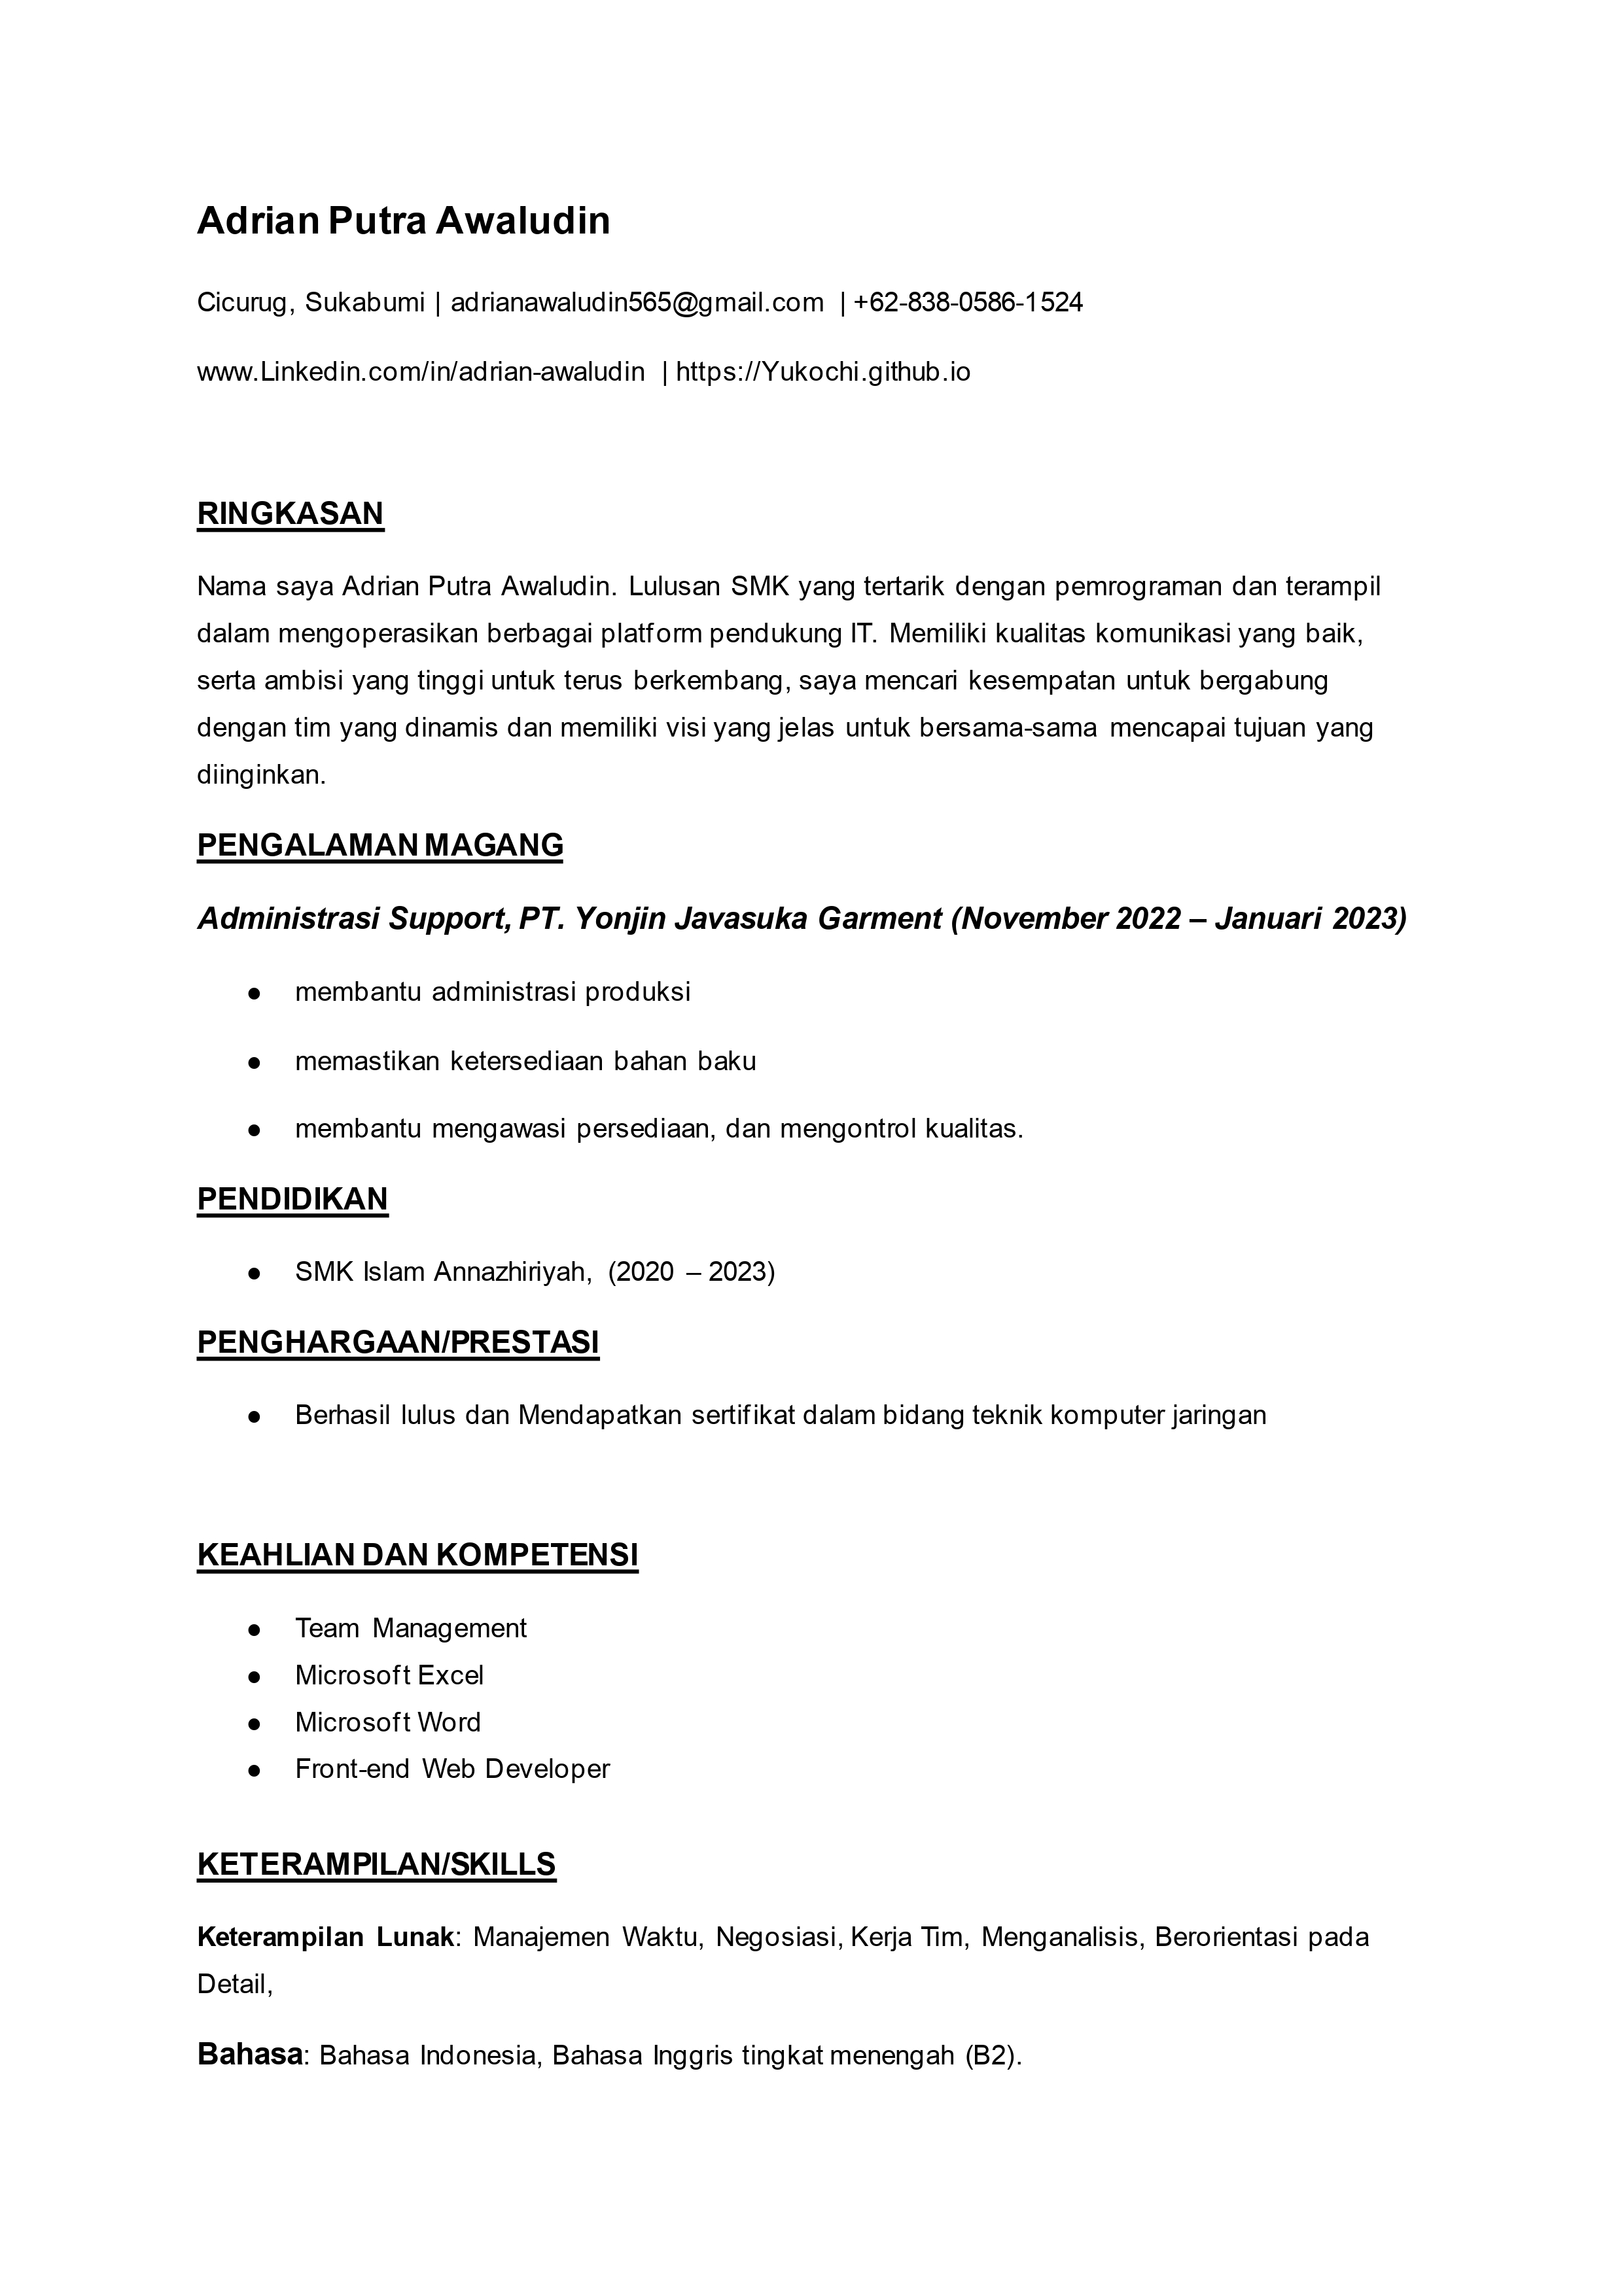 Adrian Putra Awaludin
Cicurug, Sukabumi | adrianawaludin565@gmail.com | +62-838-0586-1524
www.Linkedin.com/in/adrian-awaludin | https://Yukochi.github.io
RINGKASAN
Nama saya Adrian Putra Awaludin. Lulusan SMK yang tertarik dengan pemrograman dan terampil
dalam mengoperasikan berbagai platform pendukung IT. Memiliki kualitas komunikasi yang baik,
serta ambisi yang tinggi untuk terus berkembang, saya mencari kesempatan untuk bergabung
dengan tim yang dinamis dan memiliki visi yang jelas untuk bersama-sama mencapai tujuan yang
diinginkan.
PENGALAMAN MAGANG
Administrasi Support, PT. Yonjin Javasuka Garment (November 2022 – Januari 2023)
● membantu administrasi produksi
● memastikan ketersediaan bahan baku
● membantu mengawasi persediaan, dan mengontrol kualitas.
PENDIDIKAN
● SMK Islam Annazhiriyah, (2020 – 2023)
PENGHARGAAN/PRESTASI
● Berhasil lulus dan Mendapatkan sertifikat dalam bidang teknik komputer jaringan
KEAHLIAN DAN KOMPETENSI
● Team Management
● Microsoft Excel
● Microsoft Word
● Front-end Web Developer
KETERAMPILAN/SKILLS
Keterampilan Lunak: Manajemen Waktu, Negosiasi, Kerja Tim, Menganalisis, Berorientasi pada
Detail,
Bahasa: Bahasa Indonesia, Bahasa Inggris tingkat menengah (B2).